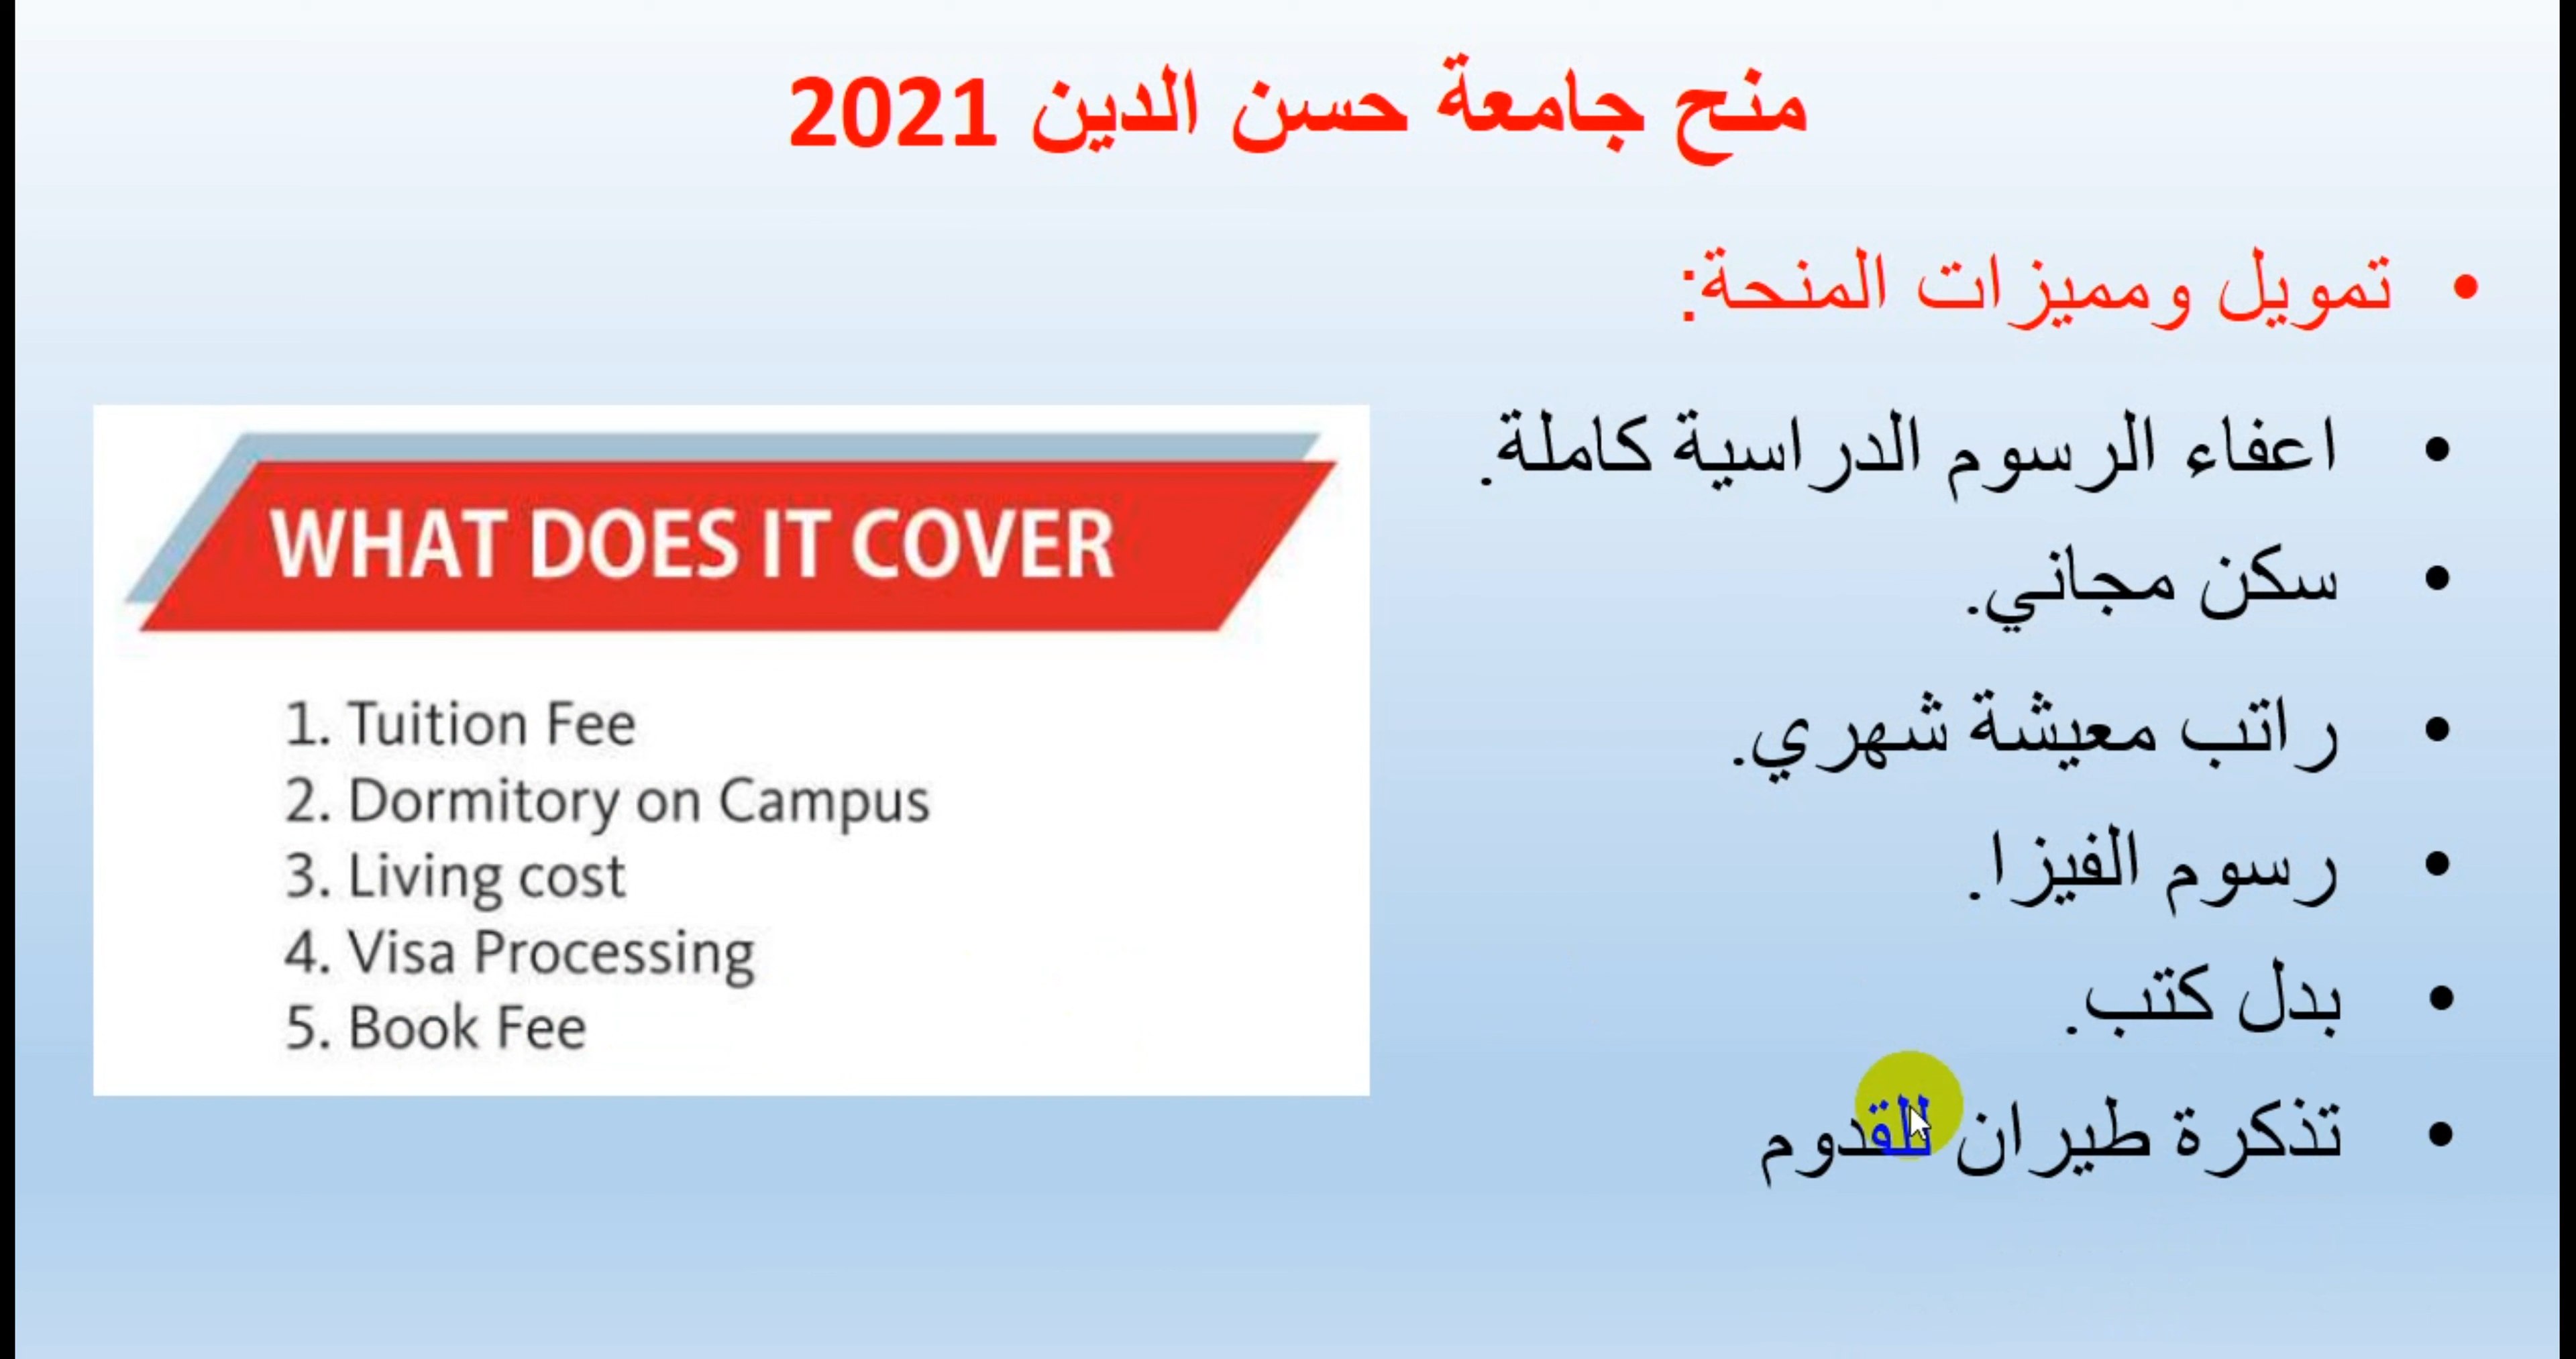 منح جامعة حسن الدين 2021
• تمويل ومميزات المنحة:
• اعفاء الرسوم الدراسية كاملة.
• سكن مجاني.
• راتب معيشة شهري.
• رسوم الفيزا.
• بدل كتب.
• تذكرة طيران للقدوم
WHAT DOES IT COVER
1. Tuition Fee
2. Dormitory on Campus
3. Living cost
4. Visa Processing
5. Book Fee